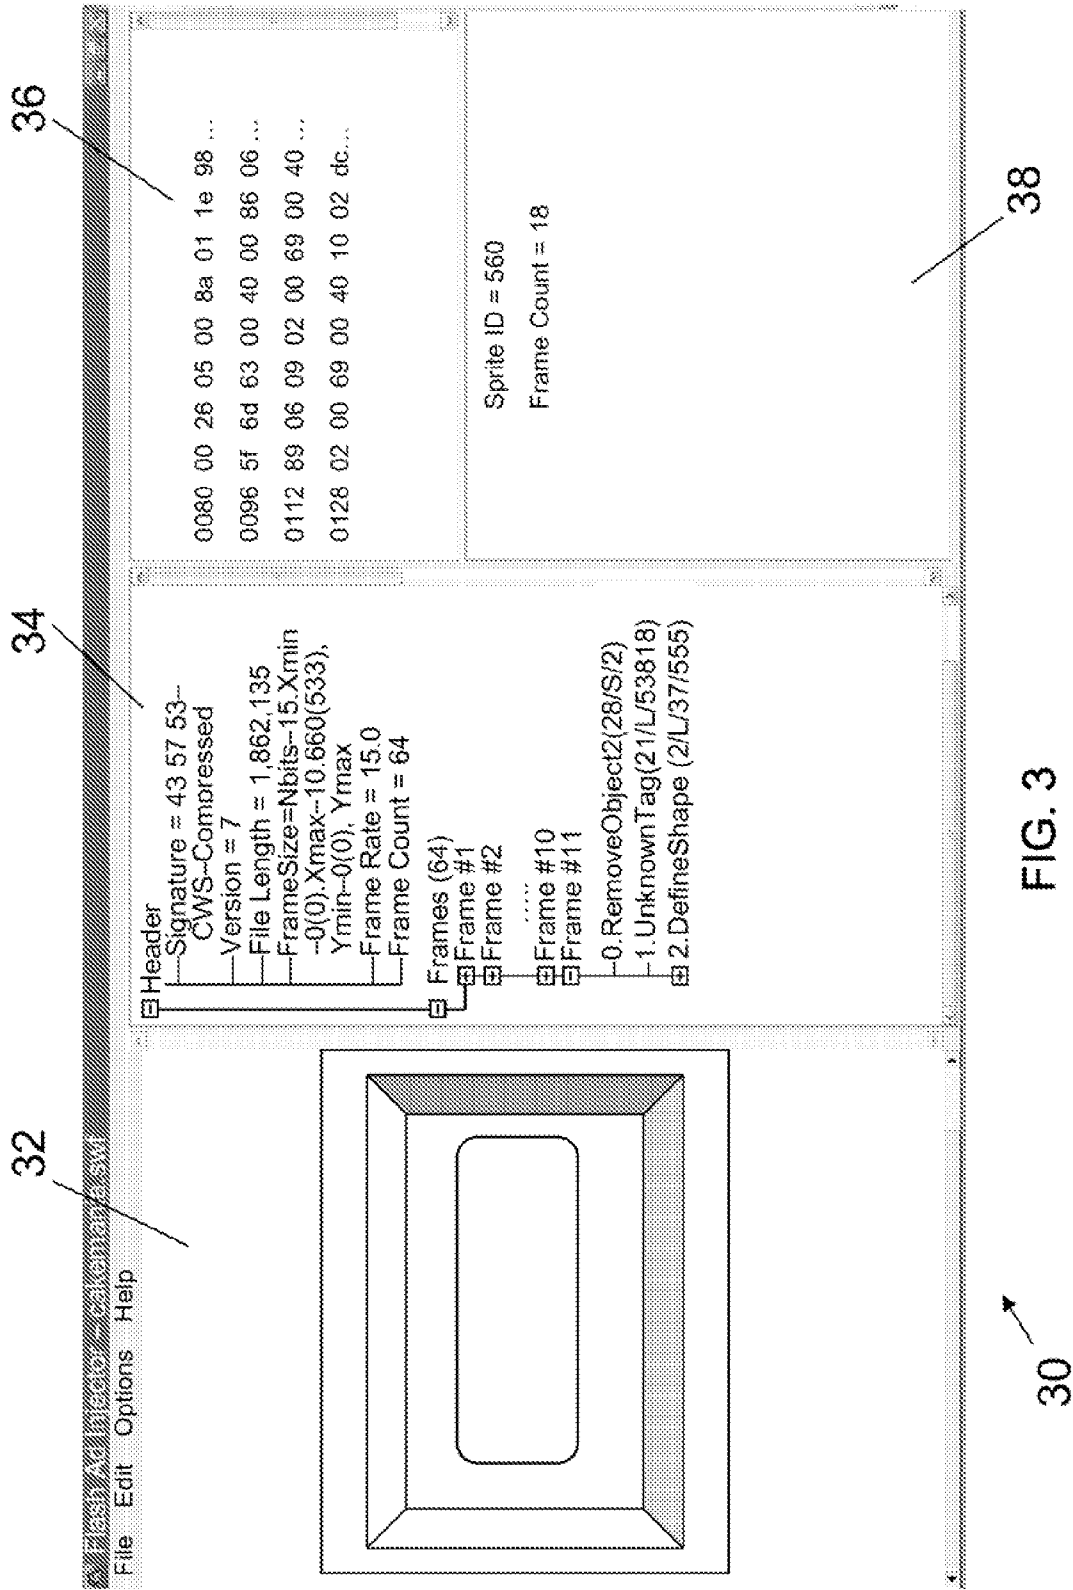 Flash Ad Injector – cakemania.swf
File Edit Options Help
32
34
36
Header
Signature = 43 57 53–
CWS–Compressed
Version = 7
File Length = 1,862,135
FrameSize=Nbits–15.Xmin
–0(0).Xmax–10.660(533),
Ymin–0(0), Ymax
Frame Rate = 15.0
Frame Count = 64
Frames (64)
Frame #1
Frame #2
.....
Frame #10
Frame #11
0.RemoveObject2(28/S/2)
1.UnknownTag(21/L/53818)
2.DefineShape (2/L/37/555)
0080 00 26 05 00 8a 01 1e 98 ...
0096 5f 6d 63 00 40 00 86 06 ...
0112 89 06 09 02 00 69 00 40 ...
0128 02 00 69 00 40 10 02 dc...
Sprite ID = 560
Frame Count = 18
38
30
FIG. 3